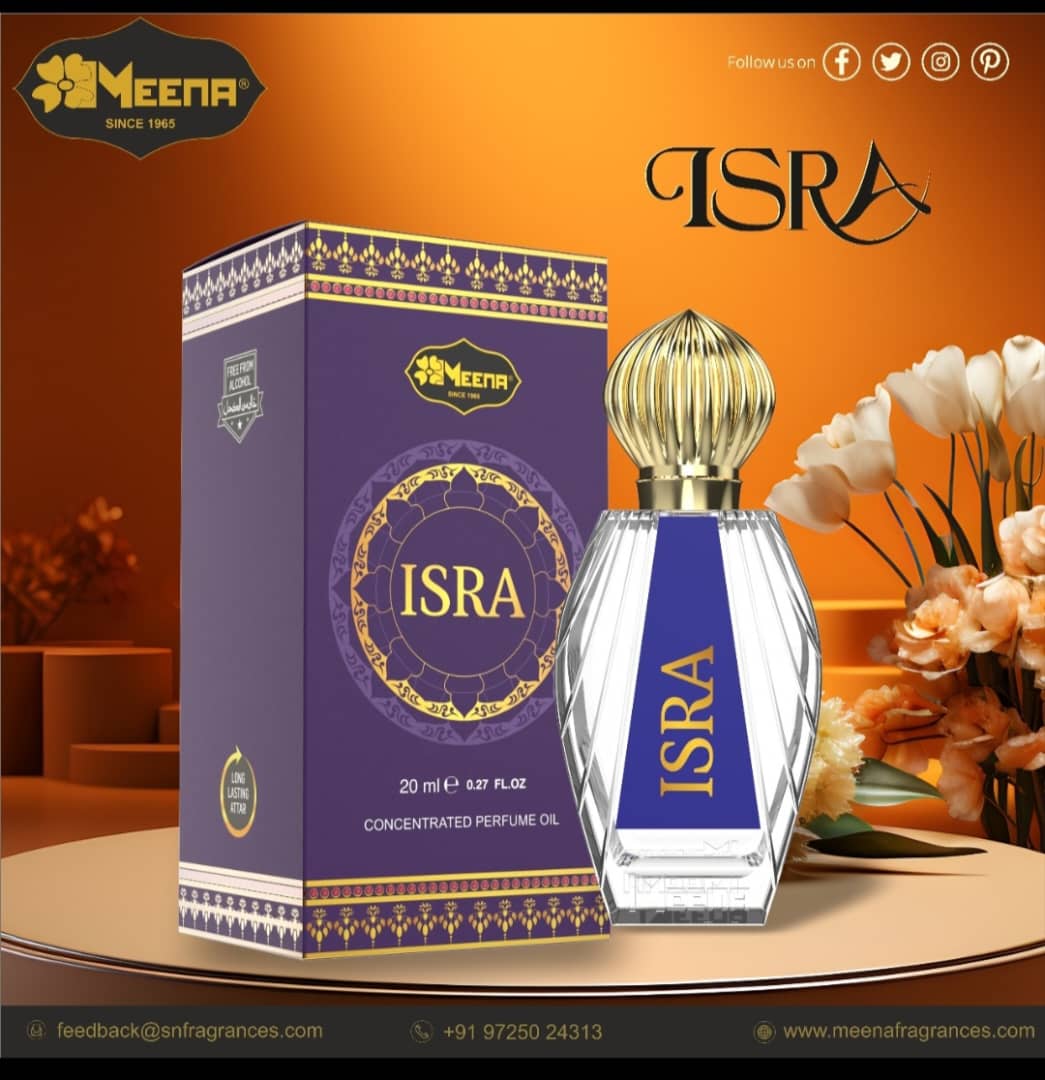 MEENA®
SINCE 1965
Follow us on
ISRA
FREE FROM
ALCOHOL
MEENA®
SINCE 1965
ISRA
ISRA
LONG
LASTING
ATTAR
20 ml ℮ 0.27 FL.OZ
CONCENTRATED PERFUME OIL
feedback@snfragrances.com
+91 97250 24313
www.meenafragrances.com